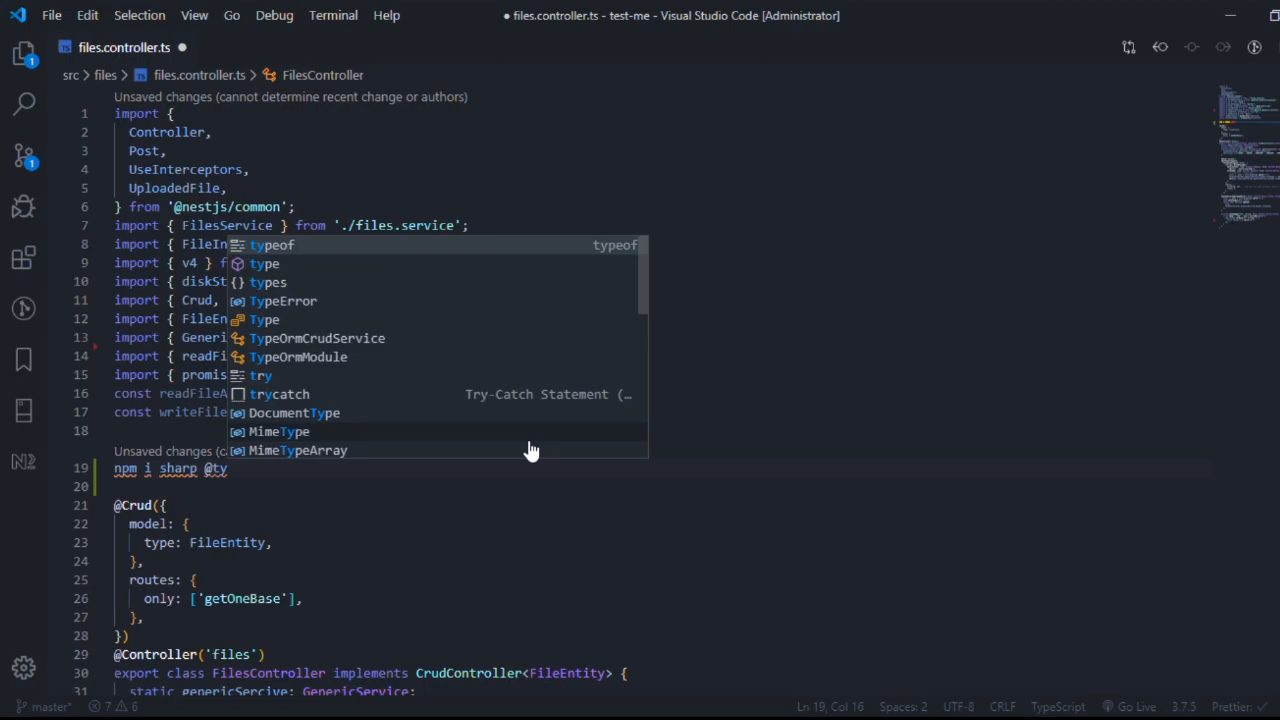 File Edit Selection View Go Debug Terminal Help ● files.controller.ts - test-me - Visual Studio Code [Administrator]
TS files.controller.ts ●
src > files > TS files.controller.ts > FilesController
Unsaved changes (cannot determine recent change or authors)
1 import {
2 Controller,
3 Post,
4 UseInterceptors,
5 UploadedFile,
6 } from '@nestjs/common';
7 import { FilesService } from './files.service';
8 import { FileIn
typeof typeof
9 import { v4 } f
type
10 import { diskSt
types
11 import { Crud,
TypeError
12 import { FileEn
Type
13 import { Generi
TypeOrmCrudService
14 import { readFi
TypeOrmModule
15 import { promis
try
16 const readFileA
trycatch Try-Catch Statement (…
17 const writeFile
DocumentType
18
MimeType
Unsaved changes (c
MimeTypeArray
19 npm i sharp @ty
20
21 @Crud({
22 model: {
23 type: FileEntity,
24 },
25 routes: {
26 only: ['getOneBase'],
27 },
28 })
29 @Controller('files')
30 export class FilesController implements CrudController<FileEntity> {
31 static genericSercive: GenericService;
1
1
N2
master* 7 6 Ln 19, Col 16 Spaces: 2 UTF-8 CRLF TypeScript Go Live 3.7.5 Prettier: ✓